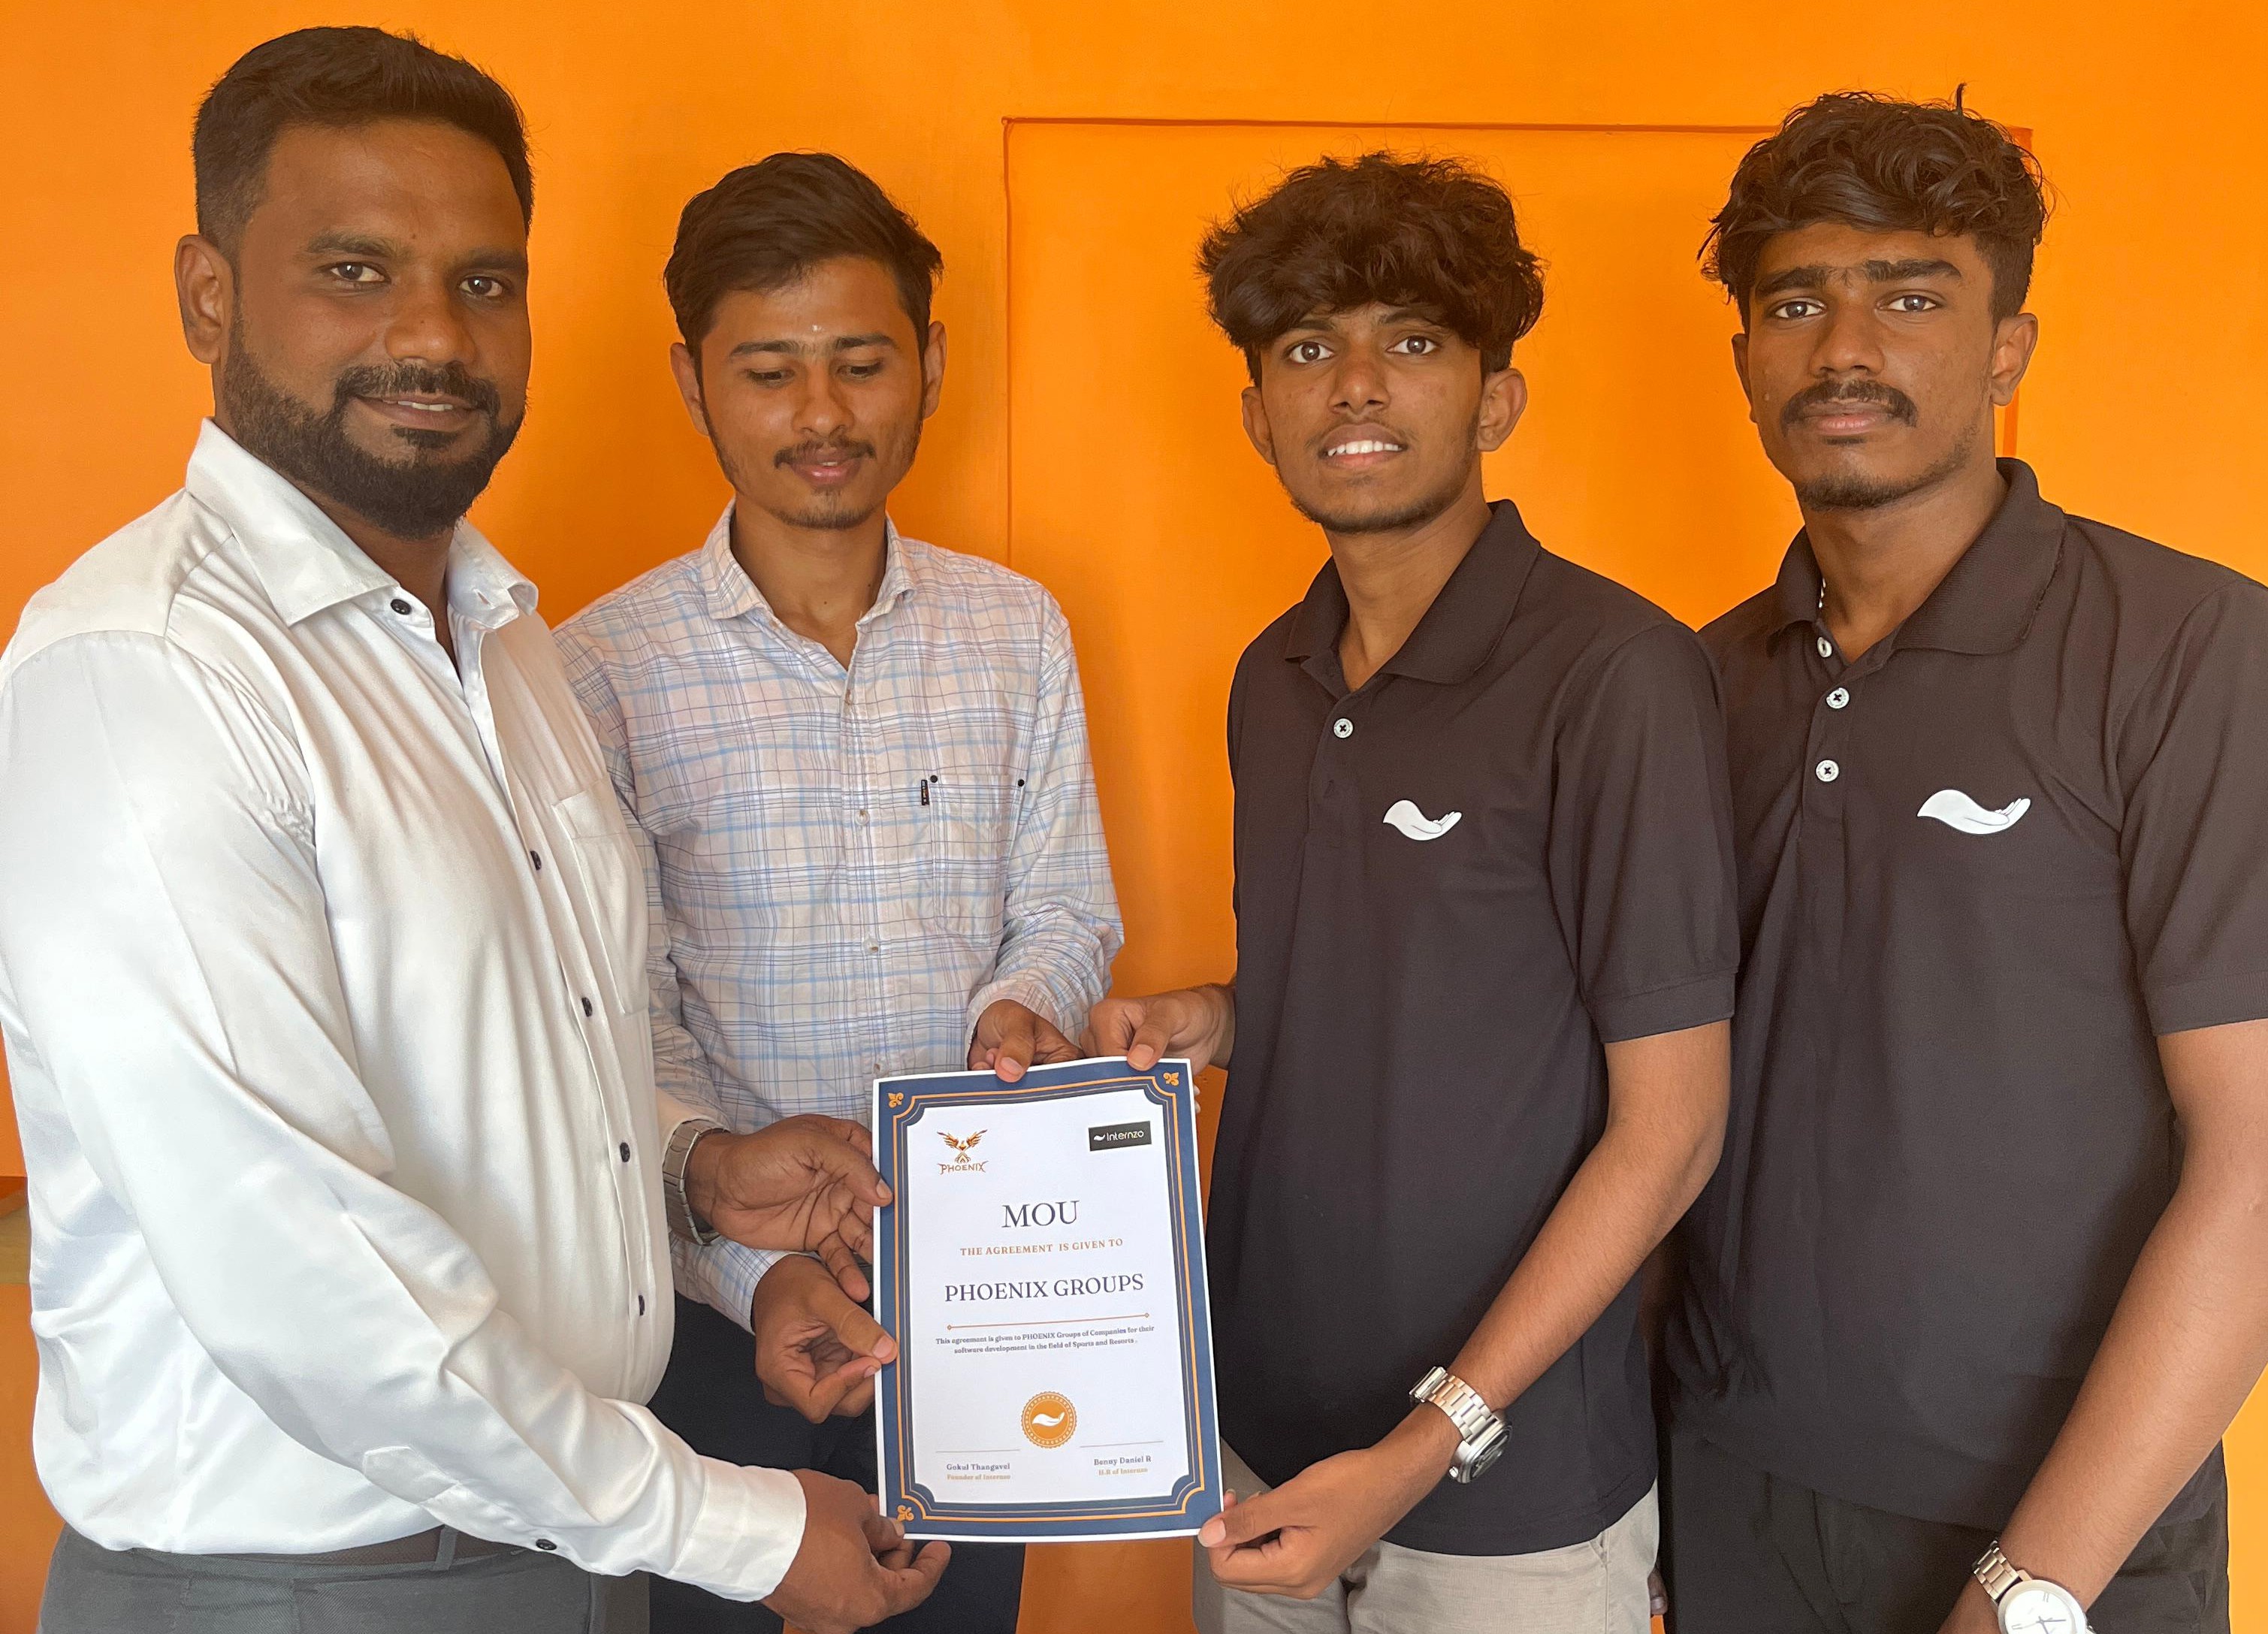 PHOENIX
Internzo
MOU
THE AGREEMENT IS GIVEN TO
PHOENIX GROUPS
This agreement is given to PHOENIX Groups of Companies for their
software development in the field of Sports and Resorts .
Gokul Thangavel
Founder of Internzo
Benny Daniel R
H.R of Internzo